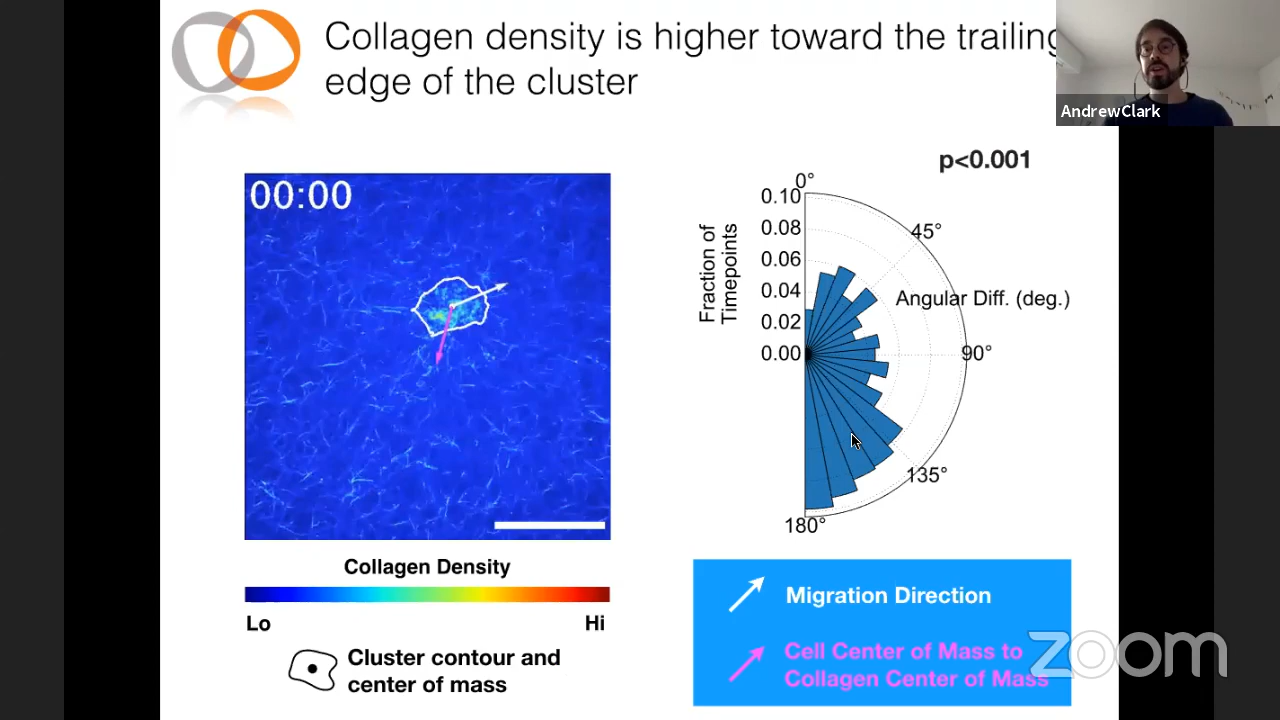 Collagen density is higher toward the trailing
edge of the cluster
AndrewClark
00:00
p<0.001
0°
0.10
0.08
0.06
0.04
0.02
0.00
Fraction of
Timepoints
45°
Angular Diff. (deg.)
90°
135°
180°
Collagen Density
Lo
Hi
Cluster contour and
center of mass
Migration Direction
Cell Center of Mass to
Collagen Center of Mass
zoom